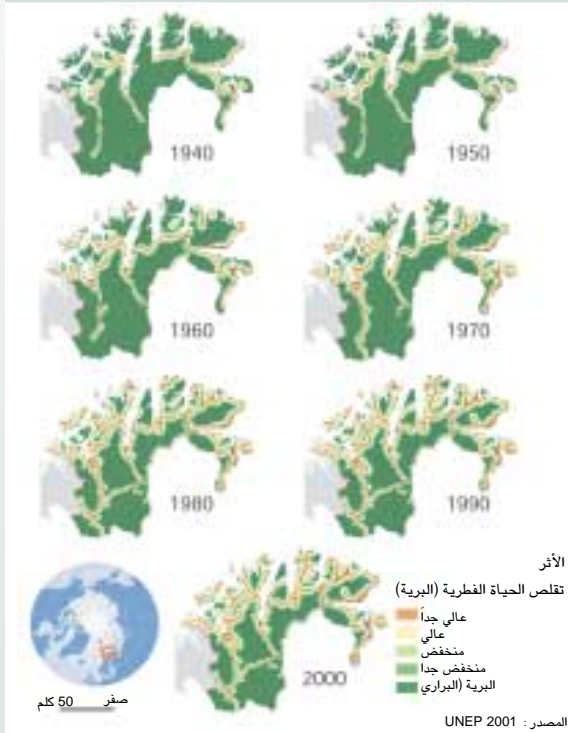 1940
1950
1960
1970
1980
1990
2000
الأثر
تقلص الحياة الفطرية (البرية)
عالي جداً
عالي
منخفض
منخفض جدا
البرية (البراري
صفر 50 كلم
المصدر : UNEP 2001